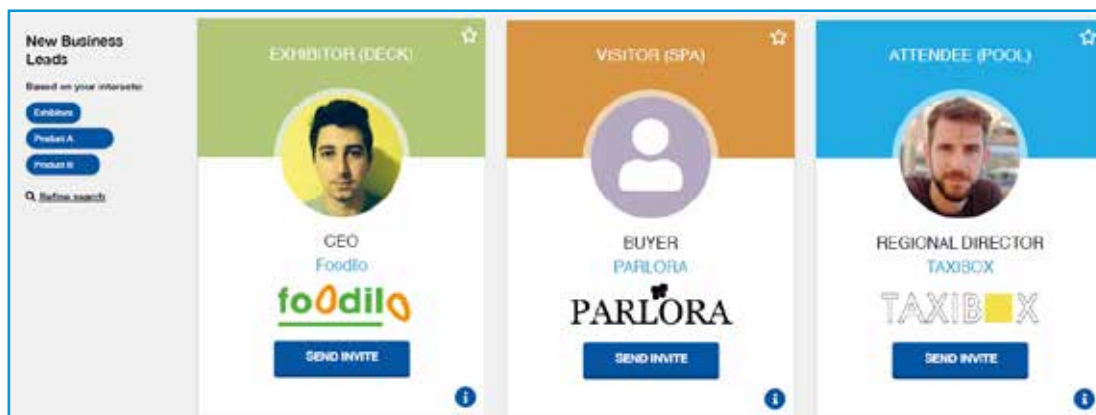 New Business
Leads
Based on your intersets:
Exhibitors
Product A
Product B
Refine search
EXHIBITOR (DECK)
CEO
Foodilo
foodilo
SEND INVITE
VISITOR (SPA)
BUYER
PARLORA
PARLORA
SEND INVITE
ATTENDEE (POOL)
REGIONAL DIRECTOR
TAXIBOX
TAXIBOX
SEND INVITE